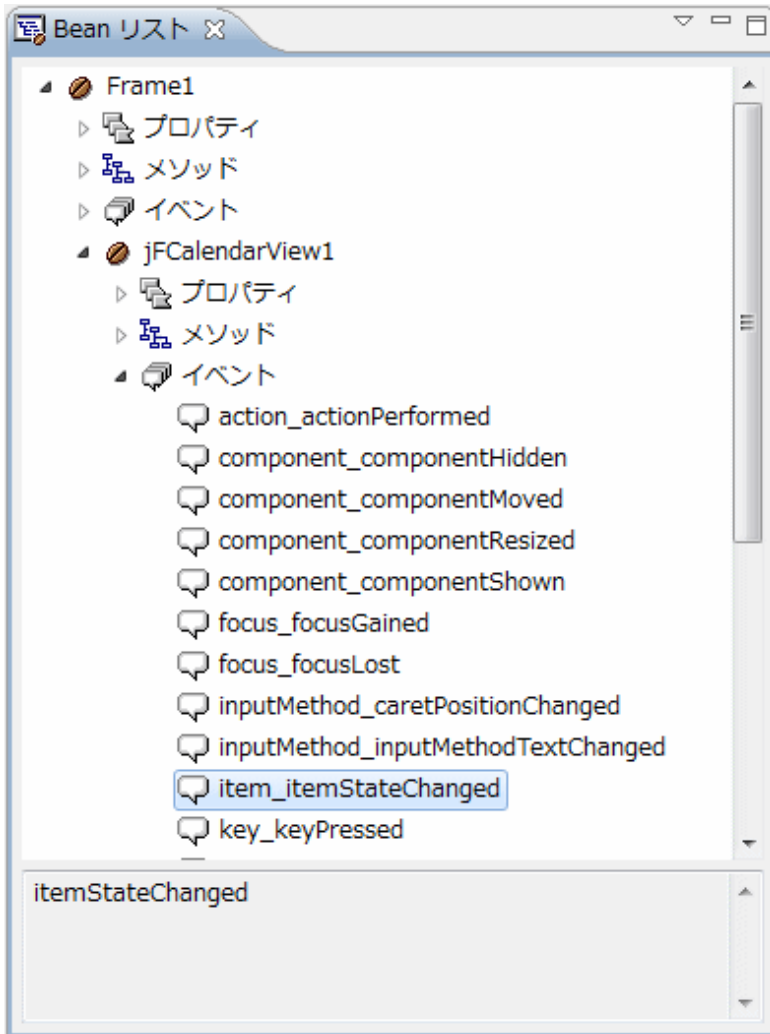 Bean リスト
Frame1
プロパティ
メソッド
イベント
jFCalendarView1
プロパティ
メソッド
イベント
action_actionPerformed
component_componentHidden
component_componentMoved
component_componentResized
component_componentShown
focus_focusGained
focus_focusLost
inputMethod_caretPositionChanged
inputMethod_inputMethodTextChanged
item_itemStateChanged
key_keyPressed
itemStateChanged